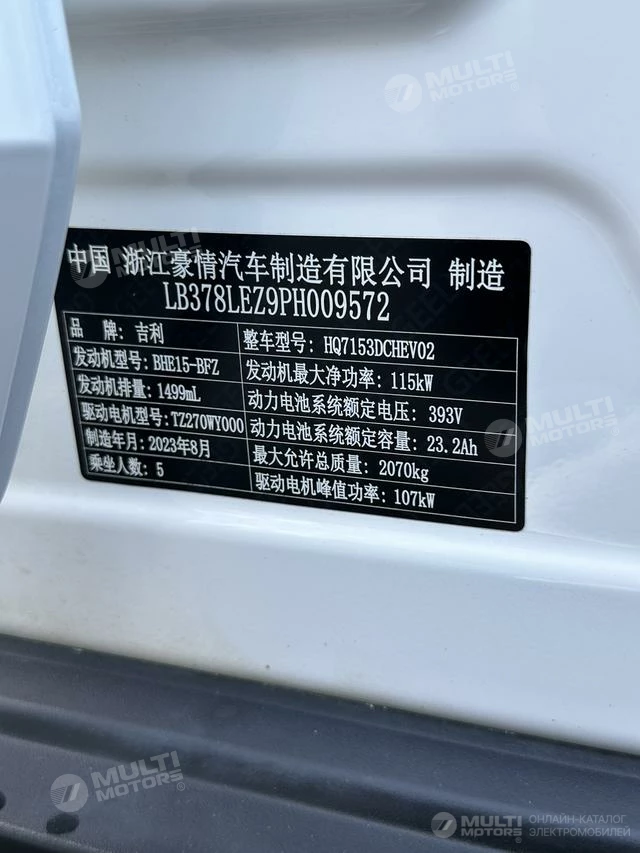 MULTI
MOTORS®
MULTI
MOTORS®
中国 浙江豪情汽车制造有限公司 制造
LB378LEZ9PH009572
品 牌: 吉利
整车型号: HQ7153DCHEV02
发动机型号: BHE15-BFZ
发动机最大净功率: 115kW
发动机排量: 1499mL
动力电池系统额定电压: 393V
驱动电机型号: TZ270WY000
动力电池系统额定容量: 23.2Ah
制造年月: 2023年8月
最大允许总质量: 2070kg
乘坐人数: 5
驱动电机峰值功率: 107kW
MULTI
MOTORS®
MULTI
MOTORS®
MULTI
MOTORS®
ОНЛАЙН-КАТАЛОГ
ЭЛЕКТРОМОБИЛЕЙ